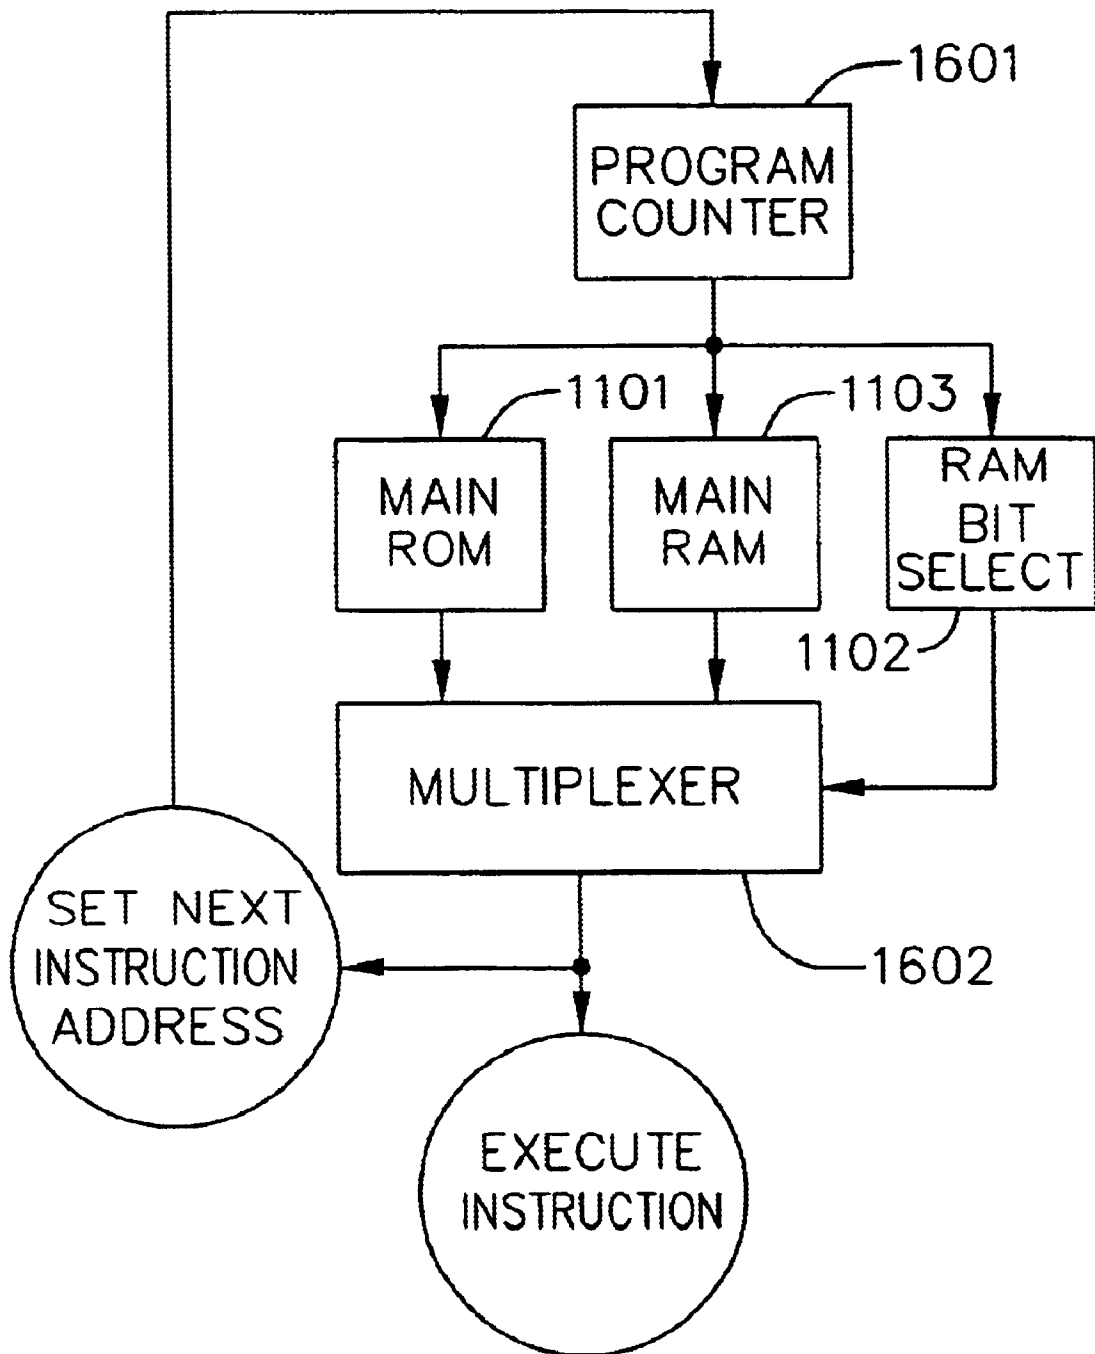 1601
PROGRAM
COUNTER
1101
1103
MAIN
ROM
MAIN
RAM
RAM
BIT
SELECT
1102
MULTIPLEXER
SET NEXT
INSTRUCTION
ADDRESS
1602
EXECUTE
INSTRUCTION